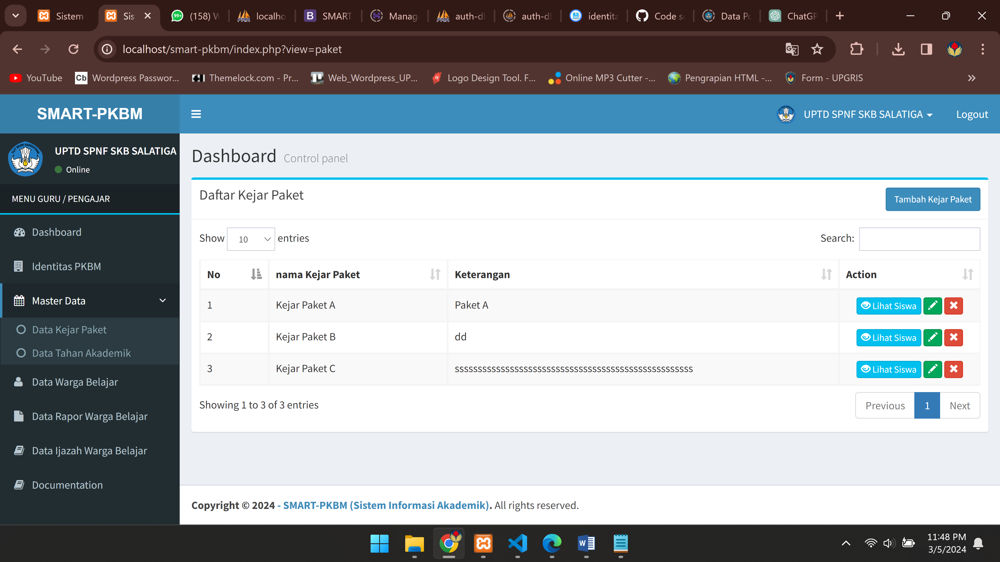 Sistem
Sis
(158) W
localho
SMART
Manag
auth-d
auth-d
identita
Code s
Data Po
ChatGP
localhost/smart-pkbm/index.php?view=paket
YouTube
Cb Wordpress Passwor...
Themelock.com - Pr...
Web_Wordpress_UP...
Logo Design Tool. F...
Online MP3 Cutter -...
Pengrapian HTML -...
Form - UPGRIS
SMART-PKBM
UPTD SPNF SKB SALATIGA
Logout
UPTD SPNF SKB SALATIGA
Online
MENU GURU / PENGAJAR
Dashboard
Identitas PKBM
Master Data
Data Kejar Paket
Data Tahan Akademik
Data Warga Belajar
Data Rapor Warga Belajar
Data Ijazah Warga Belajar
Documentation
Dashboard Control panel
Daftar Kejar Paket
Tambah Kejar Paket
Show 10 entries
Search:
No nama Kejar Paket Keterangan Action
1 Kejar Paket A Paket A Lihat Siswa
2 Kejar Paket B dd Lihat Siswa
3 Kejar Paket C ssssssssssssssssssssssssssssssssssssssssssssssssssss Lihat Siswa
Showing 1 to 3 of 3 entries
Previous 1 Next
Copyright © 2024 - SMART-PKBM (Sistem Informasi Akademik). All rights reserved.
11:48 PM
3/5/2024